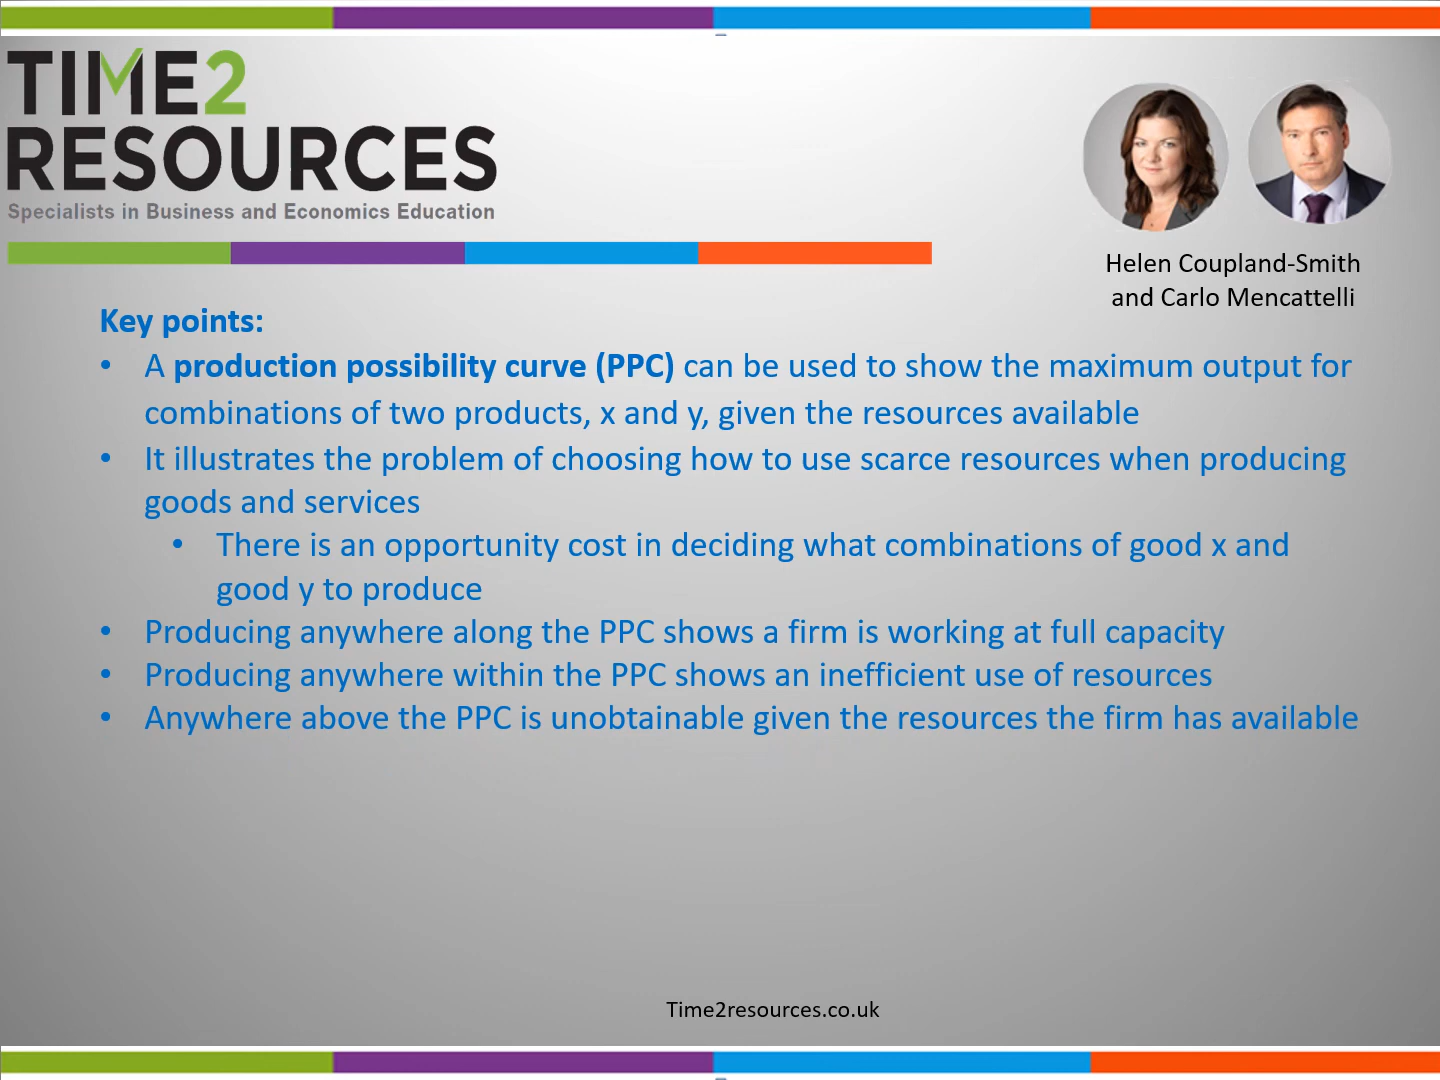 TIME2
RESOURCES
Specialists in Business and Economics Education
Helen Coupland-Smith
and Carlo Mencattelli
Key points:
• A production possibility curve (PPC) can be used to show the maximum output for
combinations of two products, x and y, given the resources available
• It illustrates the problem of choosing how to use scarce resources when producing
goods and services
• There is an opportunity cost in deciding what combinations of good x and
good y to produce
• Producing anywhere along the PPC shows a firm is working at full capacity
• Producing anywhere within the PPC shows an inefficient use of resources
• Anywhere above the PPC is unobtainable given the resources the firm has available
Time2resources.co.uk